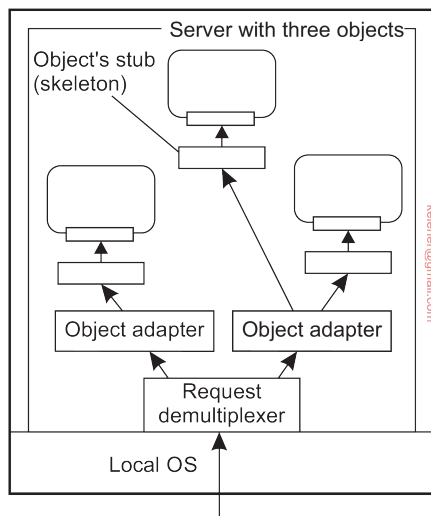 Server with three objects
Object's stub
(skeleton)
Object adapter
Object adapter
Request
demultiplexer
Local OS